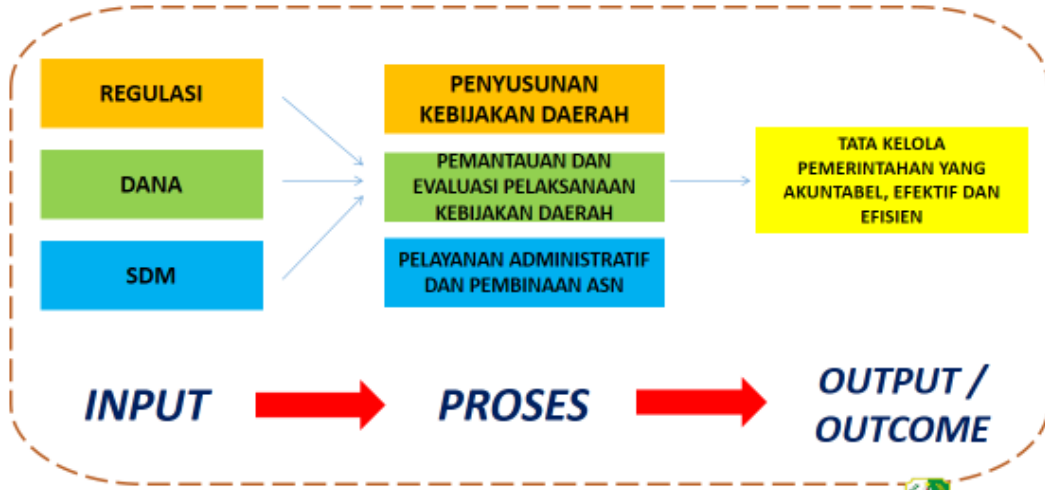 REGULASI
DANA
SDM
PENYUSUNAN
KEBIJAKAN DAERAH
PEMANTAUAN DAN
EVALUASI PELAKSANAAN
KEBIJAKAN DAERAH
PELAYANAN ADMINISTRATIF
DAN PEMBINAAN ASN
TATA KELOLA
PEMERINTAHAN YANG
AKUNTABEL, EFEKTIF DAN
EFISIEN
INPUT
PROSES
OUTPUT /
OUTCOME